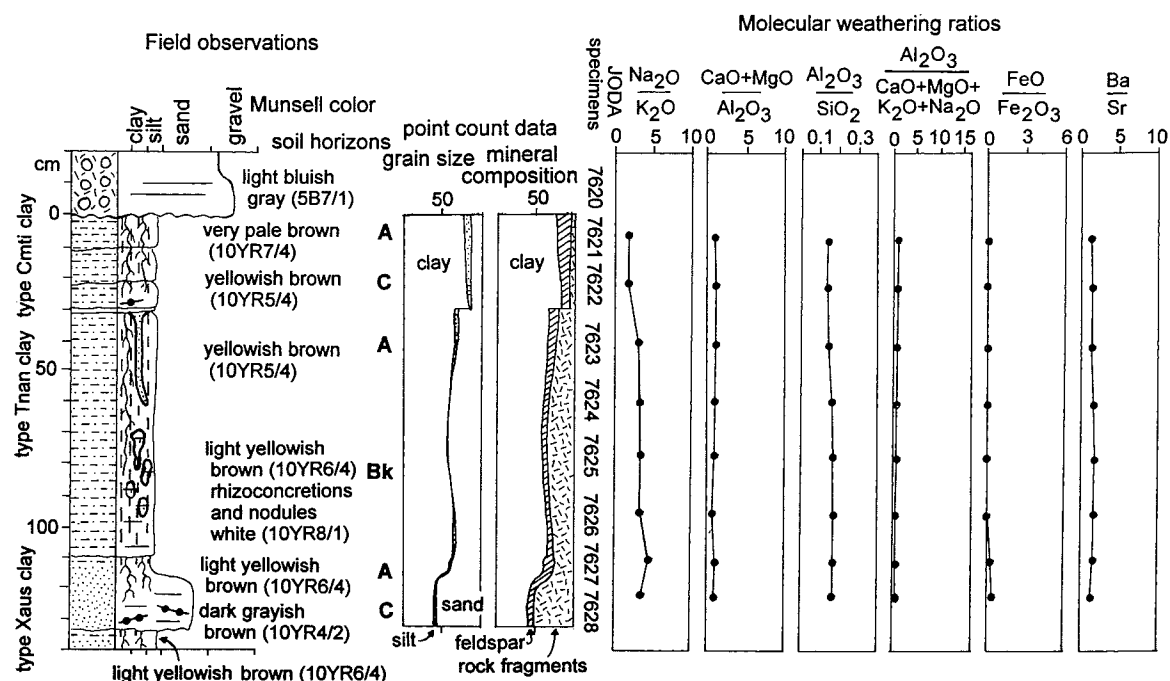 Field observations
Molecular weathering ratios
clay
silt
sand
gravel
Munsell color
soil horizons
point count data
grain size
mineral
composition
50
50
specimens
JODA
Na2O
K2O
CaO+MgO
Al2O3
Al2O3
SiO2
Al2O3
CaO+MgO+
K2O+Na2O
FeO
Fe2O3
Ba
Sr
0 5 10
0 10
0.1 0.3
0 5 10 15
0 3 6
0 5 10
cm
0
50
100
type Cmti clay
type Tnan clay
type Xaus clay
light bluish
gray (5B7/1)
very pale brown
(10YR7/4)
yellowish brown
(10YR5/4)
yellowish brown
(10YR5/4)
light yellowish
brown (10YR6/4)
rhizoconcretions
and nodules
white (10YR8/1)
light yellowish
brown (10YR6/4)
dark grayish
brown (10YR4/2)
light yellowish brown (10YR6/4)
A
C
A
Bk
A
C
clay
sand
silt
clay
feldspar
rock fragments
7620
7621
7622
7623
7624
7625
7626
7627
7628